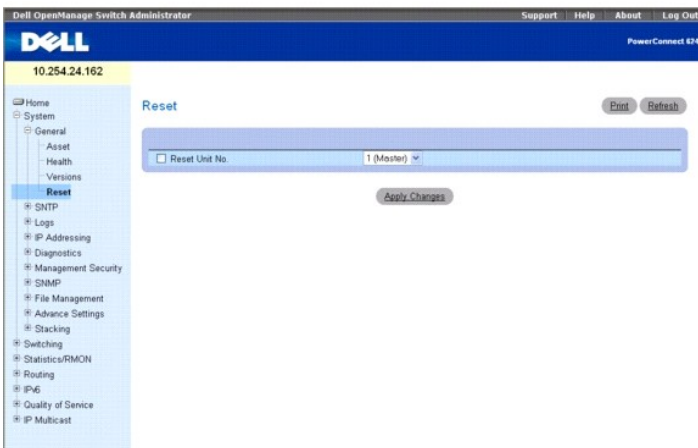 Dell OpenManage Switch Administrator
Support Help About Log Out
DELL
PowerConnect 624
10.254.24.162
Home
System
General
Asset
Health
Versions
Reset
SNTP
Logs
IP Addressing
Diagnostics
Management Security
SNMP
File Management
Advance Settings
Stacking
Switching
Statistics/RMON
Routing
IPv6
Quality of Service
IP Multicast
Reset
Print Refresh
Reset Unit No. 1 (Master)
Apply Changes